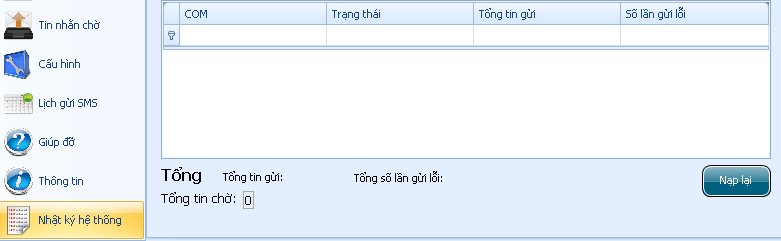 Tin nhắn chờ
Cấu hình
Lịch gửi SMS
Giúp đỡ
Thông tin
Nhật ký hệ thống
COM Trạng thái Tổng tin gửi Số lần gửi lỗi
Tổng Tổng tin gửi: Tổng số lần gửi lỗi:
Tổng tin chờ: 0
Nạp lại